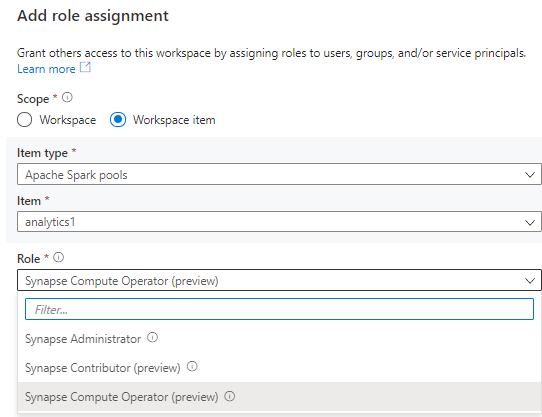 Add role assignment
Grant others access to this workspace by assigning roles to users, groups, and/or service principals.
Learn more
Scope *
Workspace
Workspace item
Item type *
Apache Spark pools
Item *
analytics1
Role *
Synapse Compute Operator (preview)
Filter...
Synapse Administrator
Synapse Contributor (preview)
Synapse Compute Operator (preview)